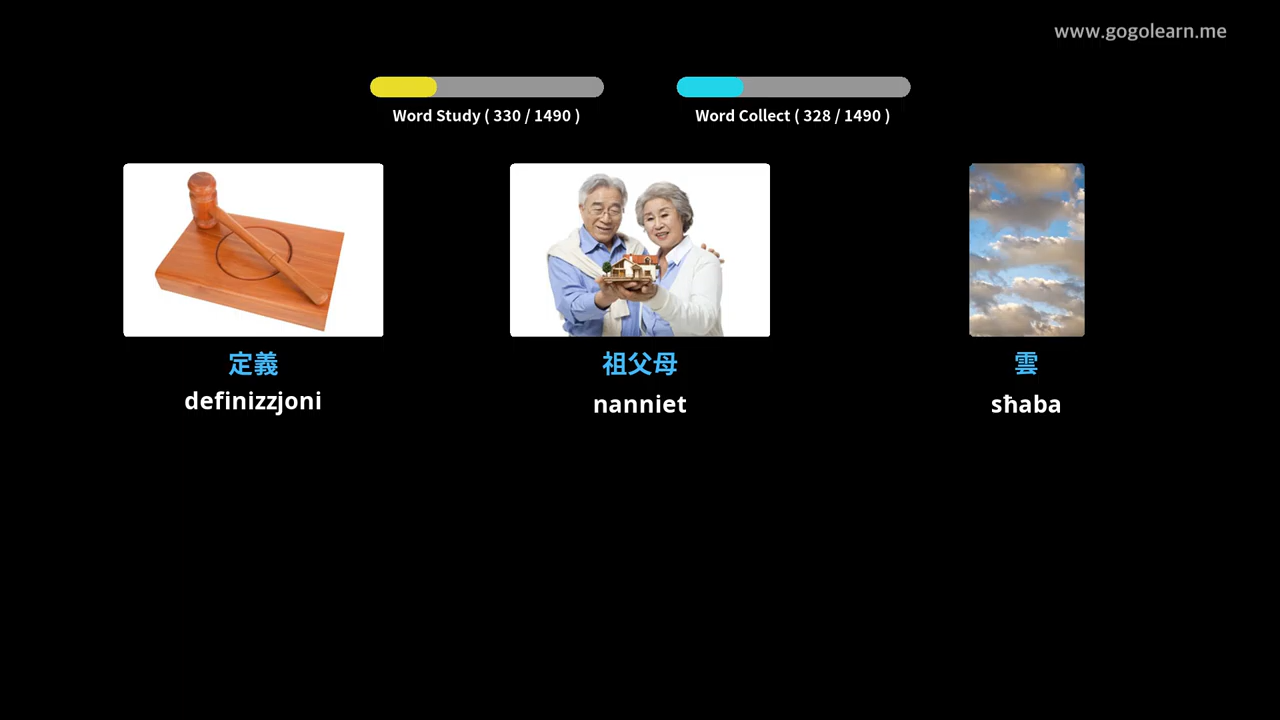 www.gogolearn.me
Word Study ( 330 / 1490 )
Word Collect ( 328 / 1490 )
定義
祖父母
雲
definizzjoni
nanniet
sħaba